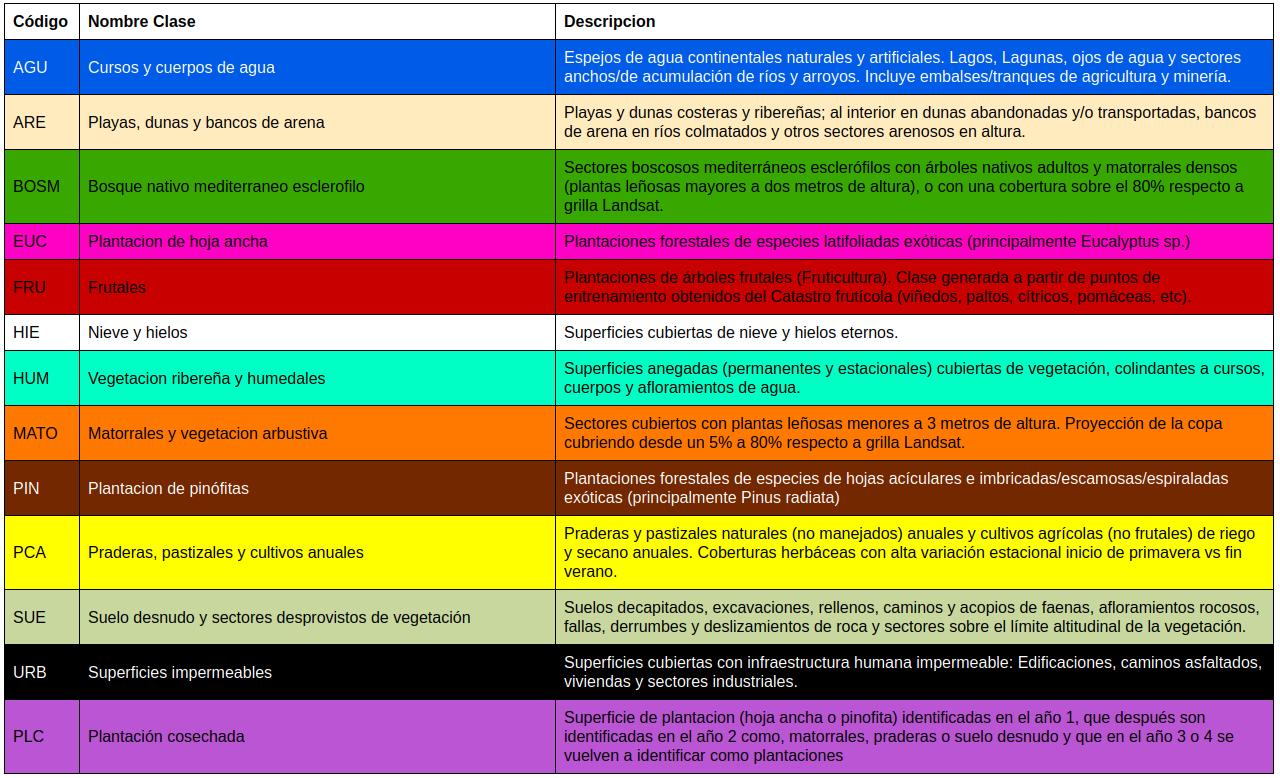 Código Nombre Clase Descripcion
AGU Cursos y cuerpos de agua Espejos de agua continentales naturales y artificiales. Lagos, Lagunas, ojos de agua y sectores
anchos/de acumulación de ríos y arroyos. Incluye embalses/tranques de agricultura y minería.
ARE Playas, dunas y bancos de arena Playas y dunas costeras y ribereñas; al interior en dunas abandonadas y/o transportadas, bancos
de arena en ríos colmatados y otros sectores arenosos en altura.
BOSM Bosque nativo mediterraneo esclerofilo Sectores boscosos mediterráneos esclerófilos con árboles nativos adultos y matorrales densos
(plantas leñosas mayores a dos metros de altura), o con una cobertura sobre el 80% respecto a
grilla Landsat.
EUC Plantacion de hoja ancha Plantaciones forestales de especies latifoliadas exóticas (principalmente Eucalyptus sp.)
FRU Frutales Plantaciones de árboles frutales (Fruticultura). Clase generada a partir de puntos de
entrenamiento obtenidos del Catastro frutícola (viñedos, paltos, cítricos, pomáceas, etc).
HIE Nieve y hielos Superficies cubiertas de nieve y hielos eternos.
HUM Vegetacion ribereña y humedales Superficies anegadas (permanentes y estacionales) cubiertas de vegetación, colindantes a cursos,
cuerpos y afloramientos de agua.
MATO Matorrales y vegetacion arbustiva Sectores cubiertos con plantas leñosas menores a 3 metros de altura. Proyección de la copa
cubriendo desde un 5% a 80% respecto a grilla Landsat.
PIN Plantacion de pinófitas Plantaciones forestales de especies de hojas acículares e imbricadas/escamosas/espiraladas
exóticas (principalmente Pinus radiata)
PCA Praderas, pastizales y cultivos anuales Praderas y pastizales naturales (no manejados) anuales y cultivos agrícolas (no frutales) de riego
y secano anuales. Coberturas herbáceas con alta variación estacional inicio de primavera vs fin
verano.
SUE Suelo desnudo y sectores desprovistos de vegetación Suelos decapitados, excavaciones, rellenos, caminos y acopios de faenas, afloramientos rocosos,
fallas, derrumbes y deslizamientos de roca y sectores sobre el límite altitudinal de la vegetación.
URB Superficies impermeables Superficies cubiertas con infraestructura humana impermeable: Edificaciones, caminos asfaltados,
viviendas y sectores industriales.
PLC Plantación cosechada Superficie de plantacion (hoja ancha o pinofita) identificadas en el año 1, que después son
identificadas en el año 2 como, matorrales, praderas o suelo desnudo y que en el año 3 o 4 se
vuelven a identificar como plantaciones